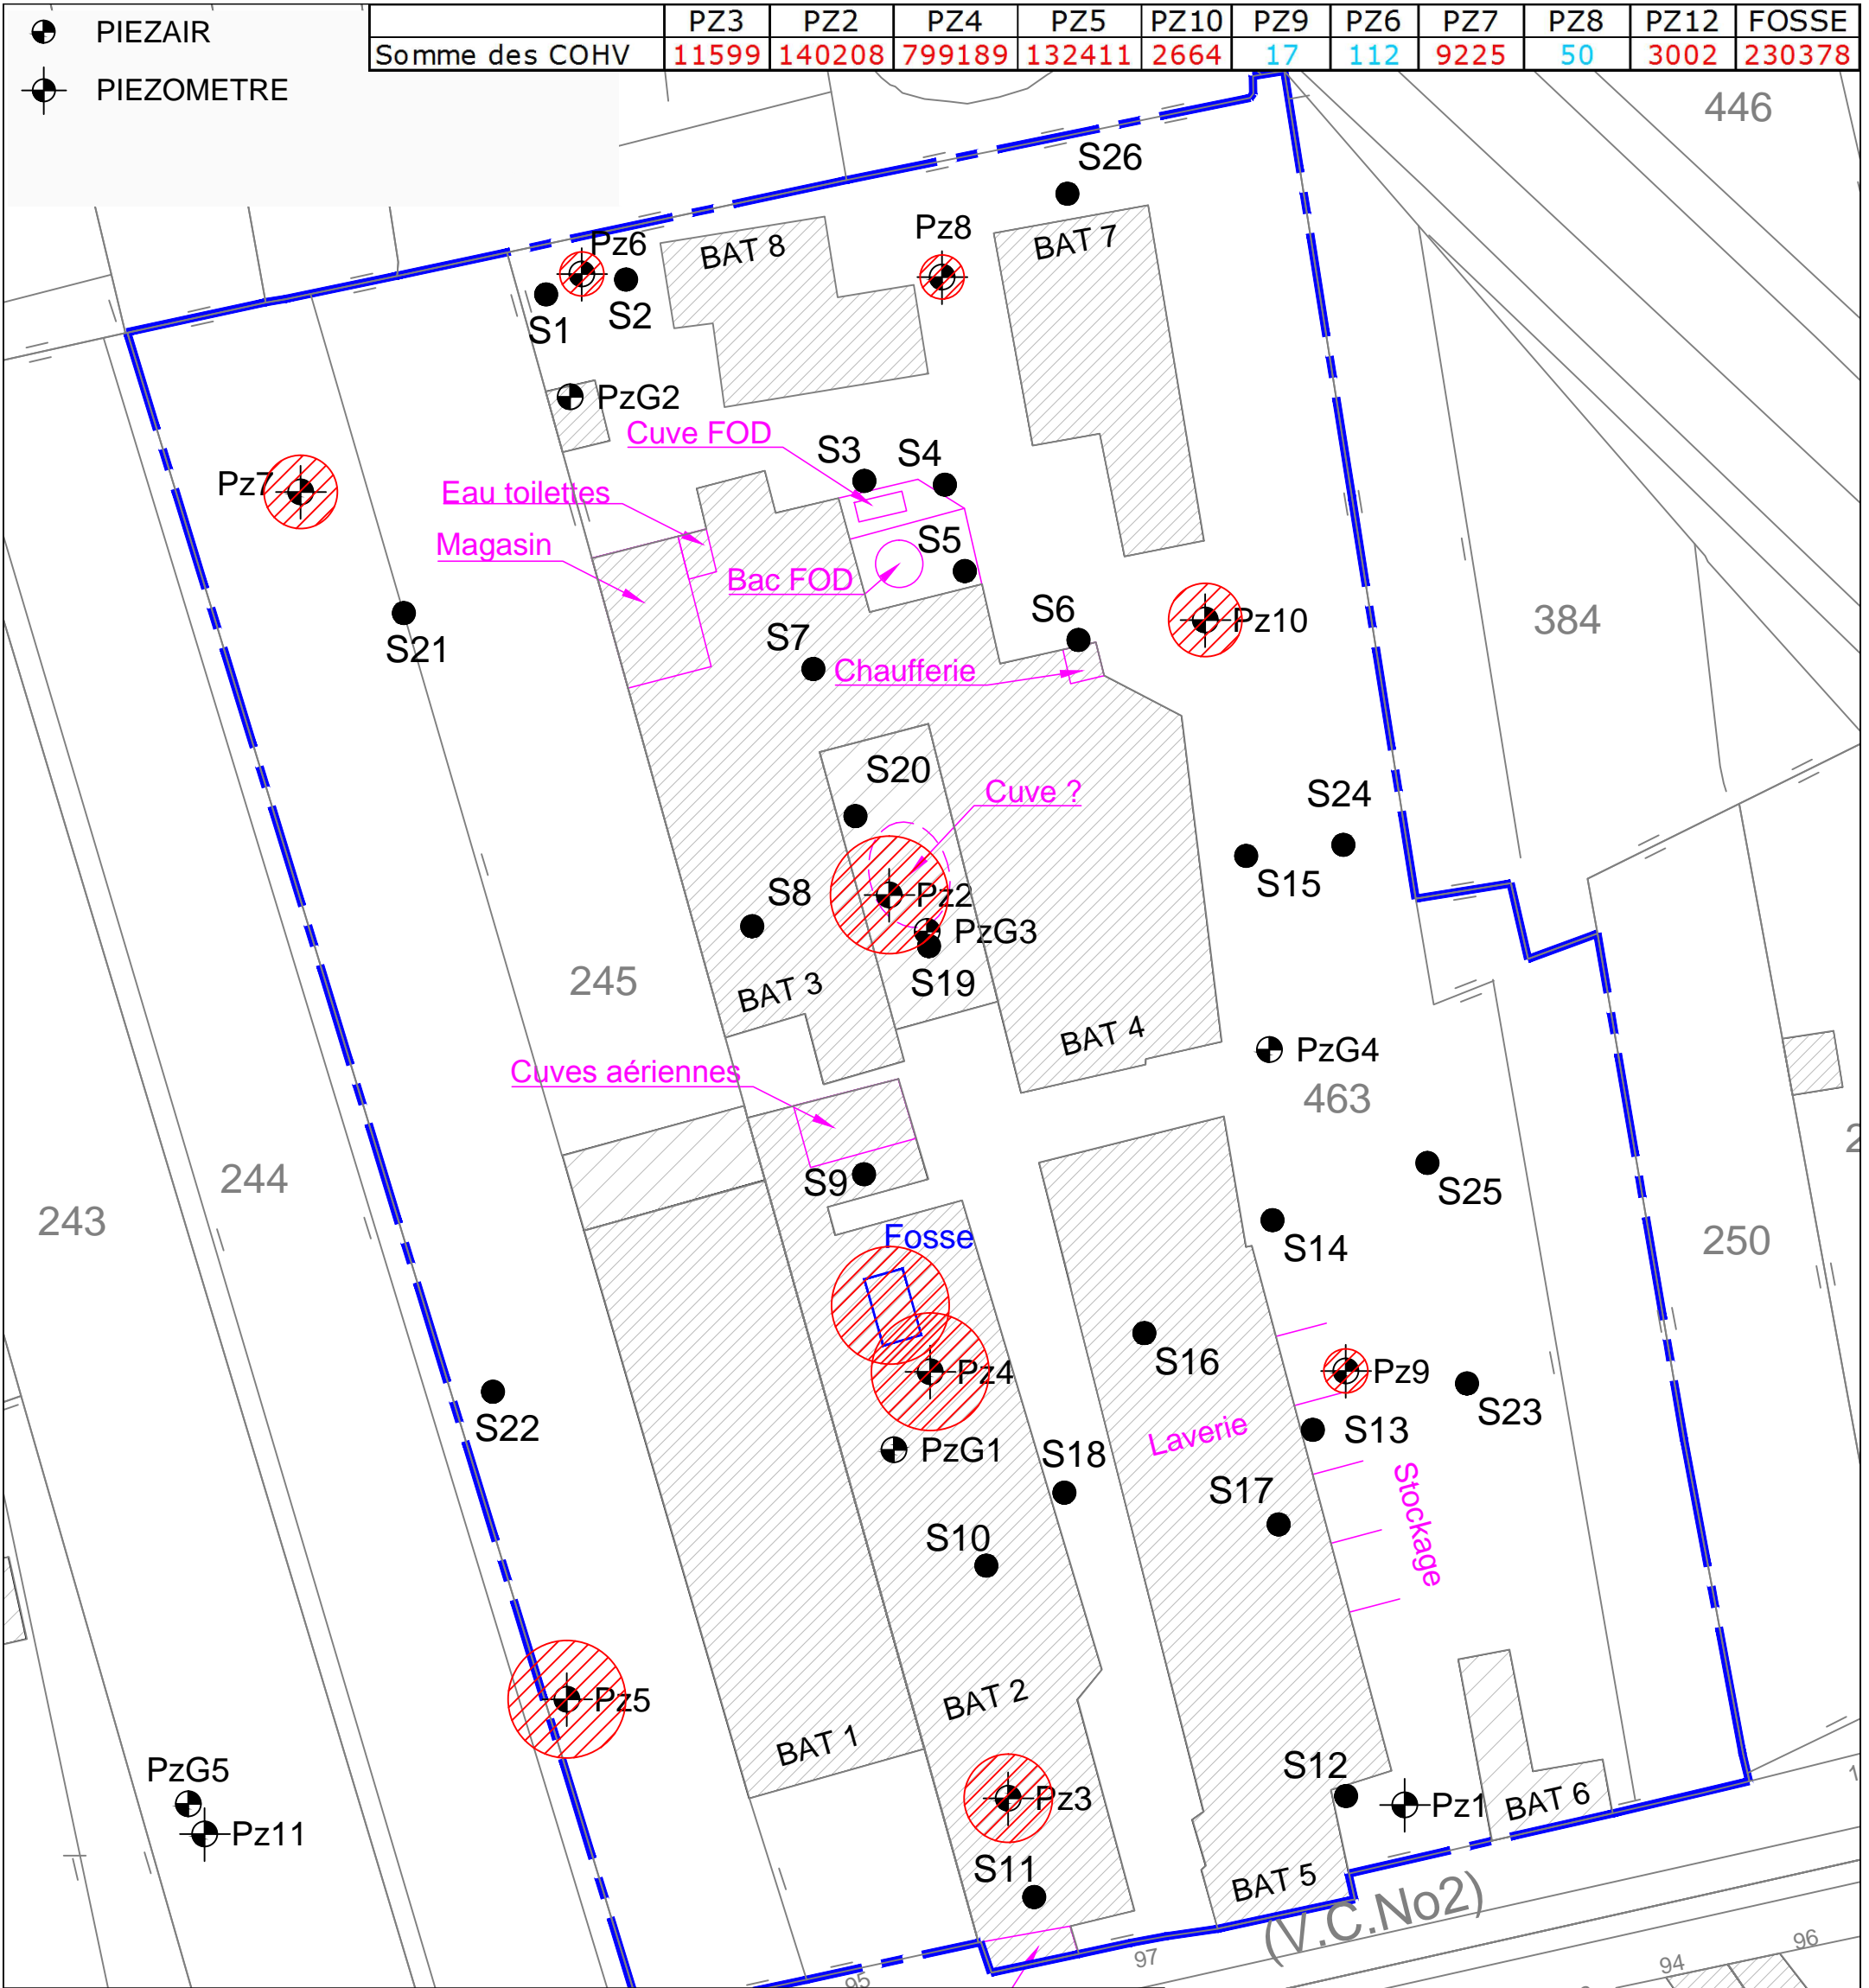 PIEZAIR
PIEZOMETRE
PZ3 PZ2 PZ4 PZ5 PZ10 PZ9 PZ6 PZ7 PZ8 PZ12 FOSSE
Somme des COHV 11599 140208 799189 132411 2664 17 112 9225 50 3002 230378
446
S26
Pz8
BAT 7
Pz6
BAT 8
S1
S2
PzG2
Cuve FOD
S3
S4
Pz7
Eau toilettes
Magasin
S5
Bac FOD
S6
Pz10
384
S21
S7
Chaufferie
S20
Cuve ?
S24
S15
S8
Pz2
PzG3
S19
245
BAT 3
BAT 4
PzG4
Cuves aériennes
463
244
S9
S25
243
Fosse
S14
250
2
S16
Pz4
Pz9
S22
S23
Laverie
S13
PzG1
S18
Stockage
S17
S10
Pz5
BAT 2
BAT 1
PzG5
Pz3
S12
Pz1
BAT 6
Pz11
S11
BAT 5
(V.C.No2)
97
96
94
95
1